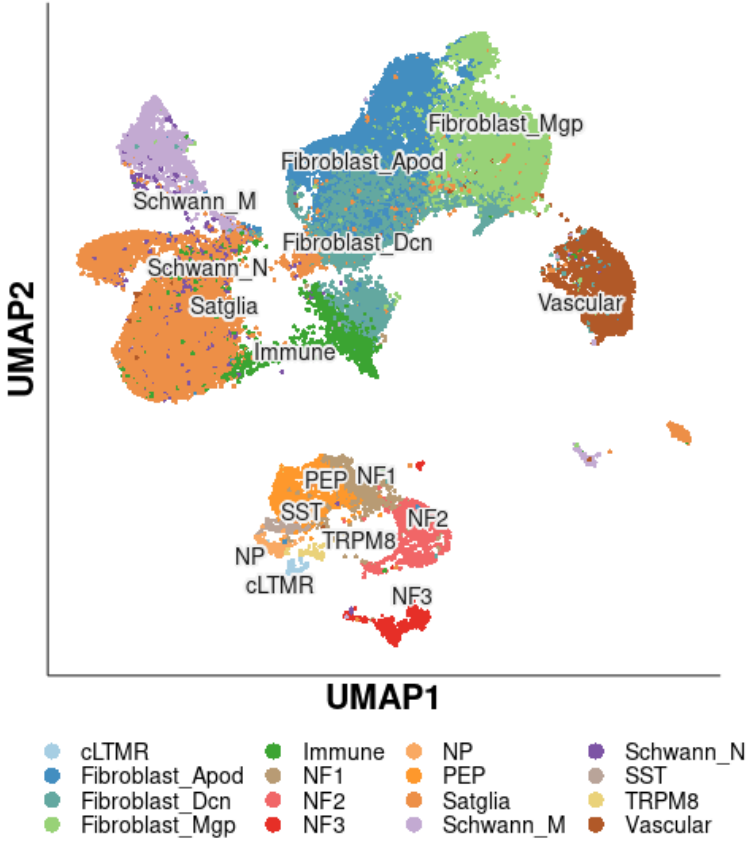 Fibroblast_Mgp
Fibroblast_Apod
Schwann_M
Fibroblast_Dcn
Schwann_N
Satglia
Vascular
Immune
PEP
NF1
SST
NF2
TRPM8
NP
cLTMR
NF3
UMAP2
UMAP1
cLTMR Immune NP Schwann_N
Fibroblast_Apod NF1 PEP SST
Fibroblast_Dcn NF2 Satglia TRPM8
Fibroblast_Mgp NF3 Schwann_M Vascular